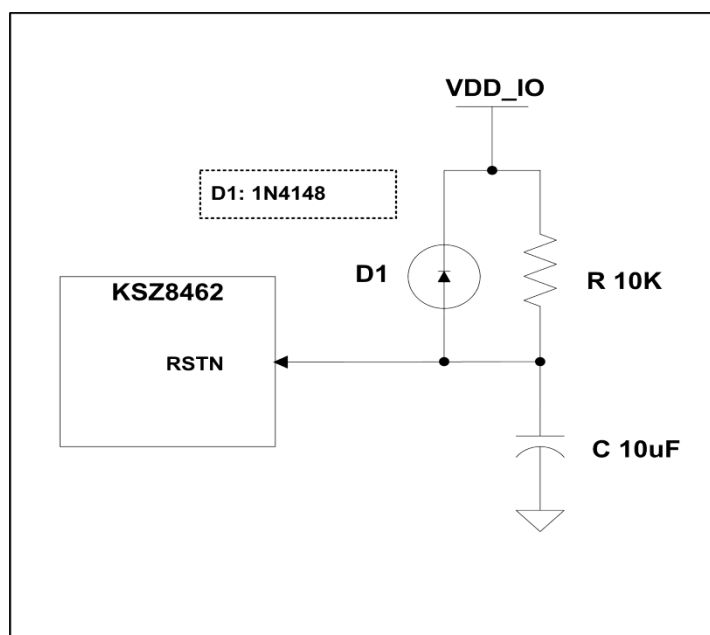 VDD_IO
D1: 1N4148
D1
R 10K
KSZ8462
RSTN
C 10uF